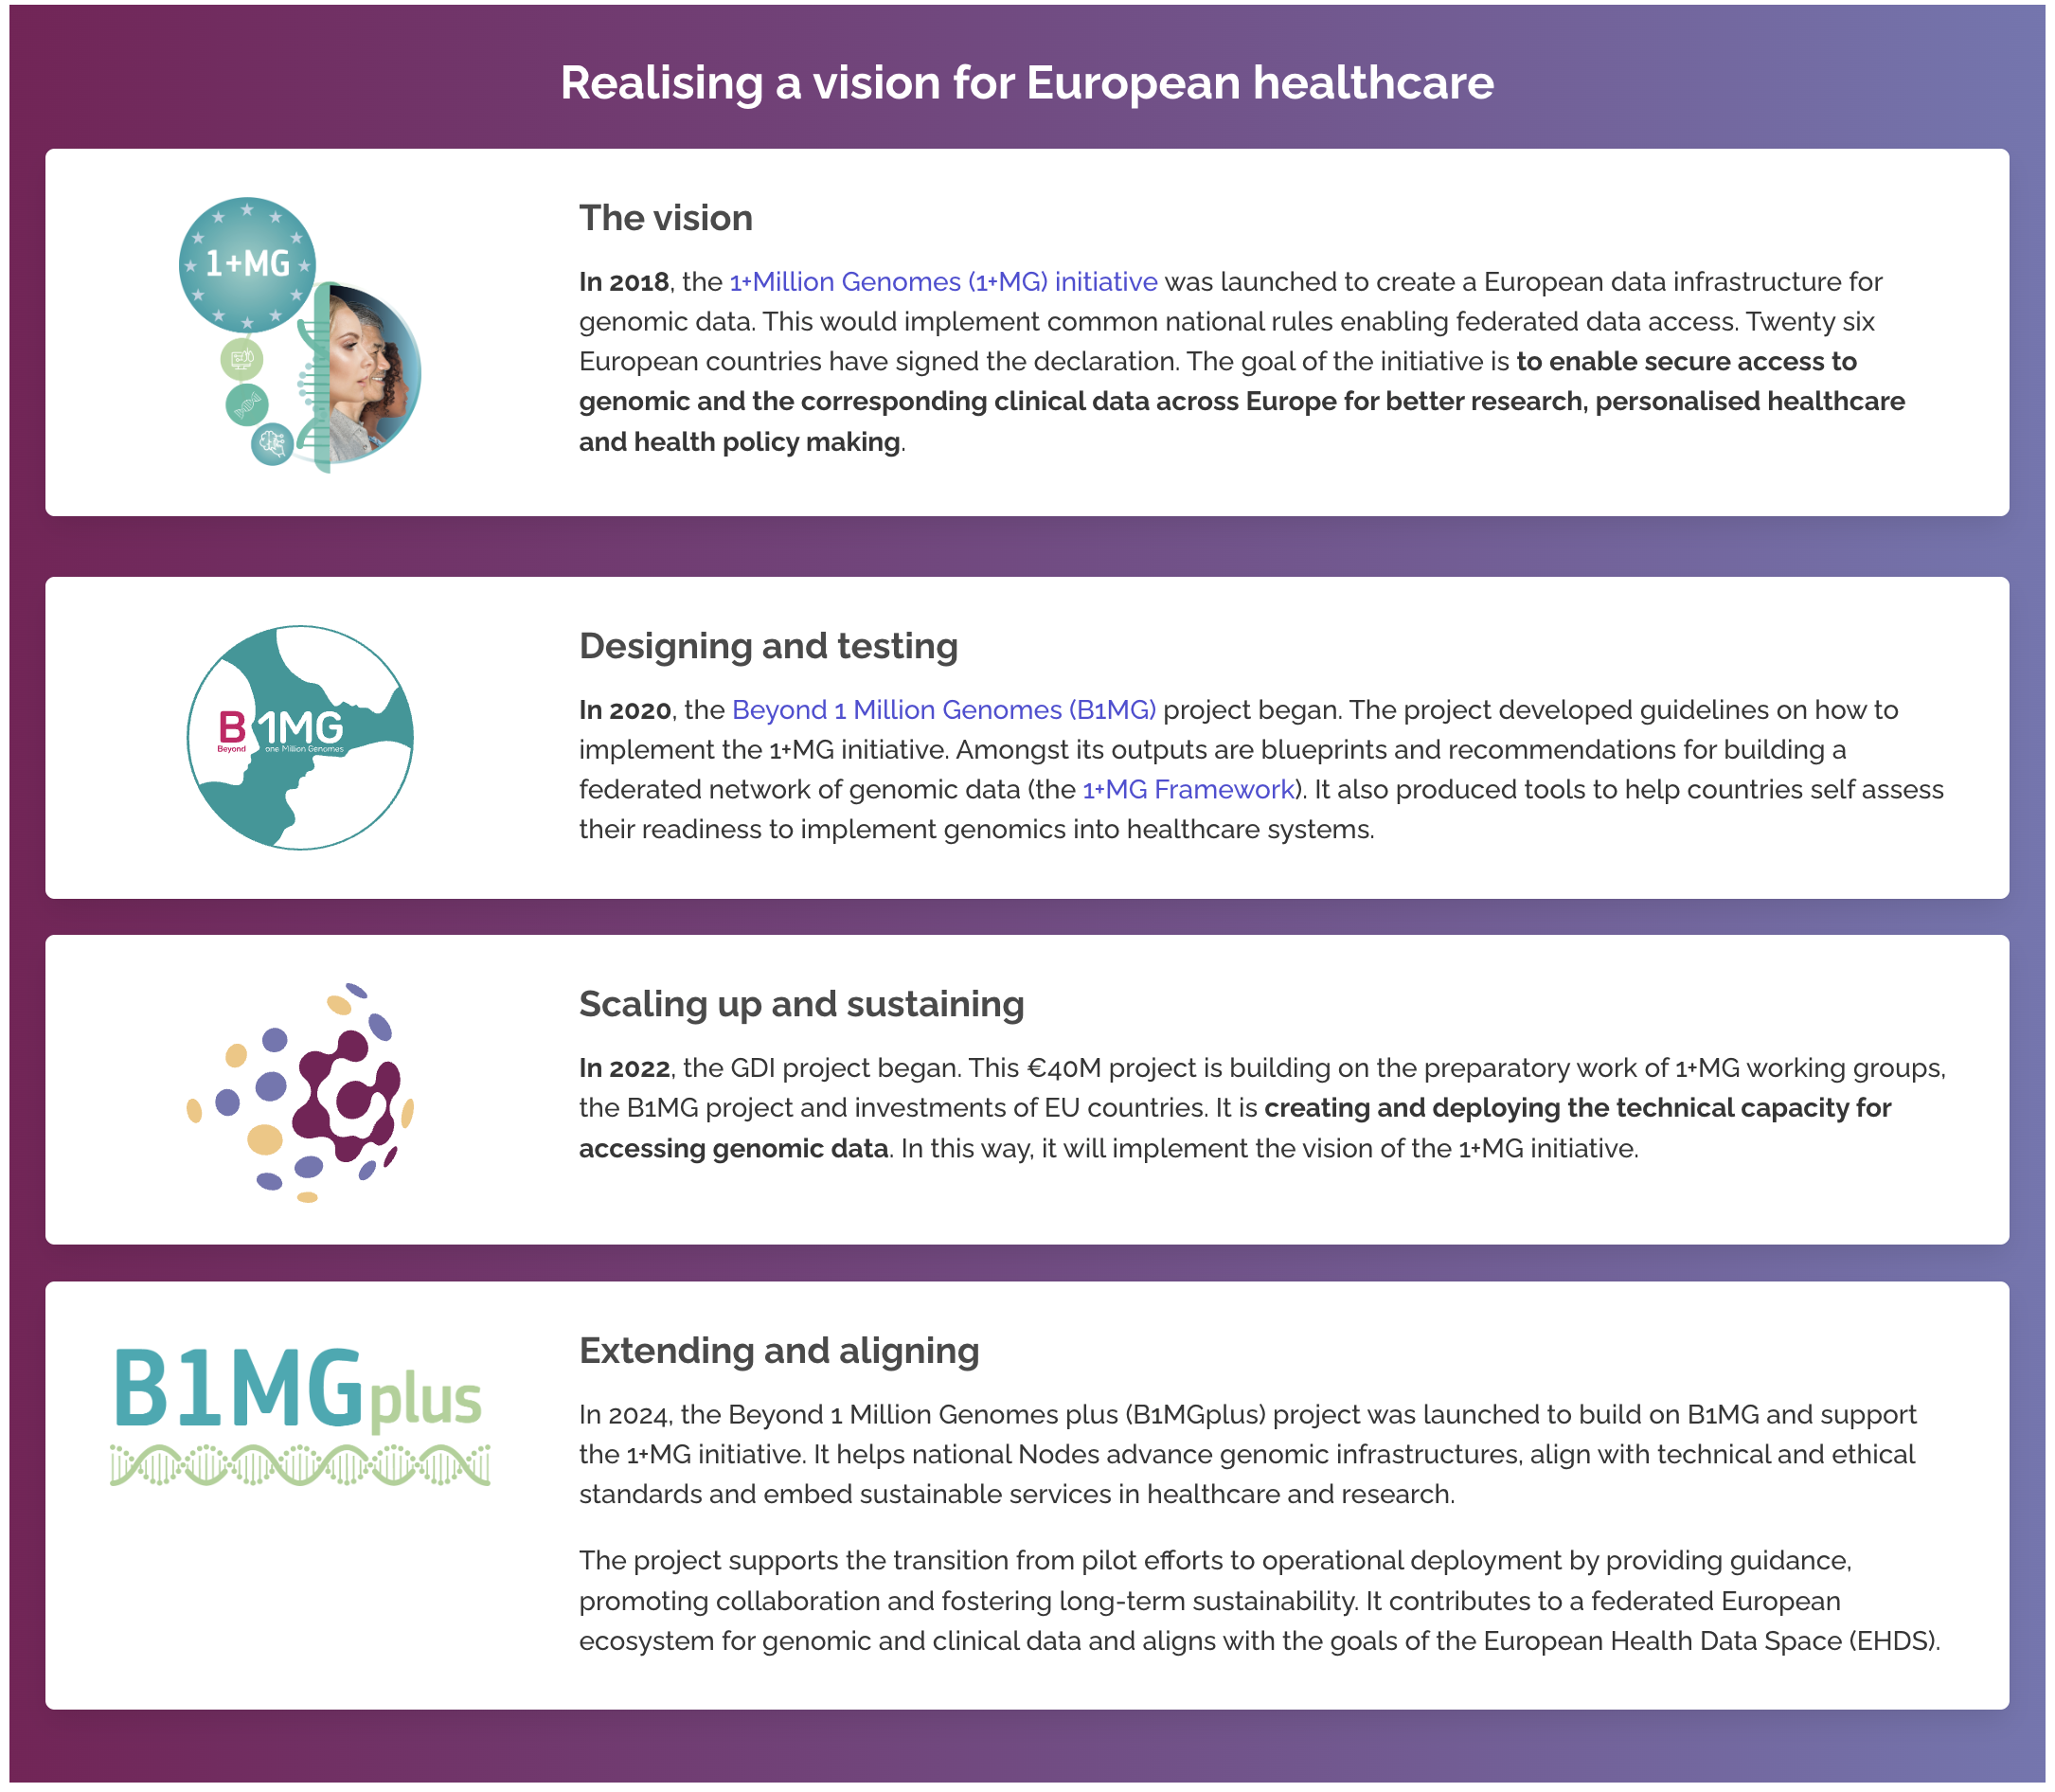 Realising a vision for European healthcare
1+MG
The vision
In 2018, the 1+Million Genomes (1+MG) initiative was launched to create a European data infrastructure for
genomic data. This would implement common national rules enabling federated data access. Twenty six
European countries have signed the declaration. The goal of the initiative is to enable secure access to
genomic and the corresponding clinical data across Europe for better research, personalised healthcare
and health policy making.
B1MG
Beyond one Million Genomes
Designing and testing
In 2020, the Beyond 1 Million Genomes (B1MG) project began. The project developed guidelines on how to
implement the 1+MG initiative. Amongst its outputs are blueprints and recommendations for building a
federated network of genomic data (the 1+MG Framework). It also produced tools to help countries self assess
their readiness to implement genomics into healthcare systems.
Scaling up and sustaining
In 2022, the GDI project began. This €40M project is building on the preparatory work of 1+MG working groups,
the B1MG project and investments of EU countries. It is creating and deploying the technical capacity for
accessing genomic data. In this way, it will implement the vision of the 1+MG initiative.
B1MGplus
Extending and aligning
In 2024, the Beyond 1 Million Genomes plus (B1MGplus) project was launched to build on B1MG and support
the 1+MG initiative. It helps national Nodes advance genomic infrastructures, align with technical and ethical
standards and embed sustainable services in healthcare and research.
The project supports the transition from pilot efforts to operational deployment by providing guidance,
promoting collaboration and fostering long-term sustainability. It contributes to a federated European
ecosystem for genomic and clinical data and aligns with the goals of the European Health Data Space (EHDS).